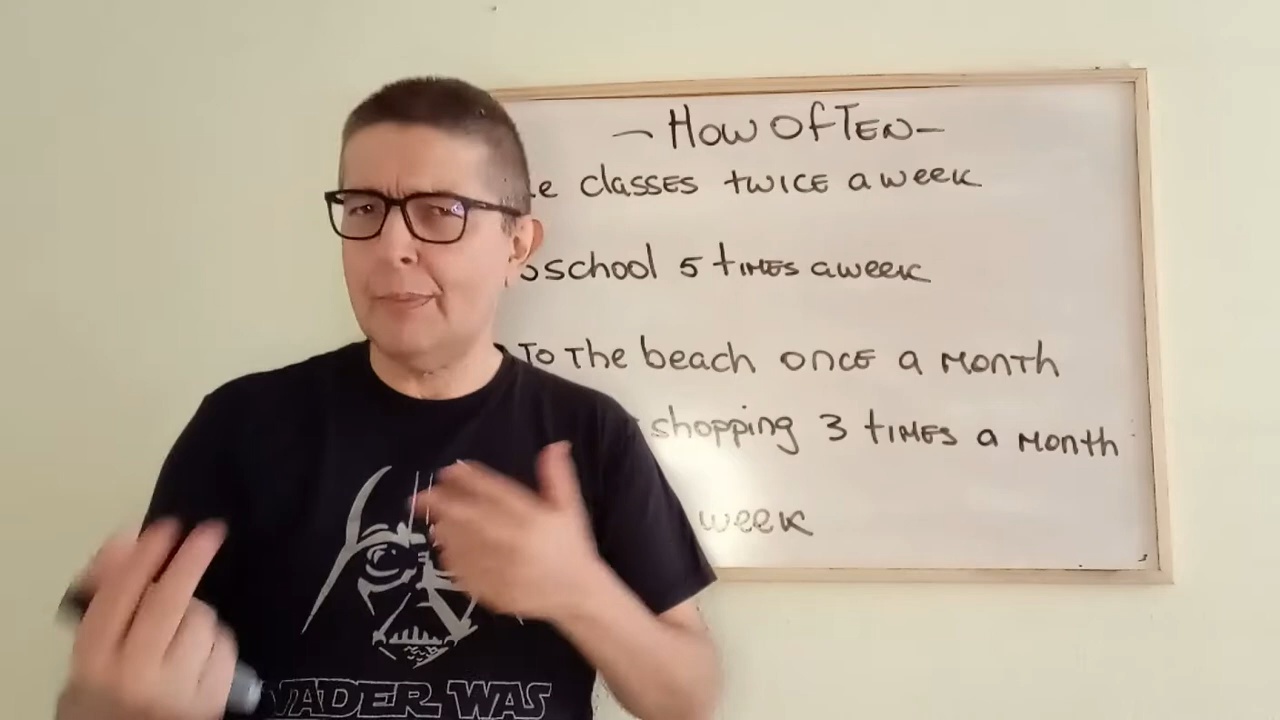 - How OfTEN -
classes twice a week
school 5 times a week
To The beach once a month
shopping 3 times a month
week
VADER WAS